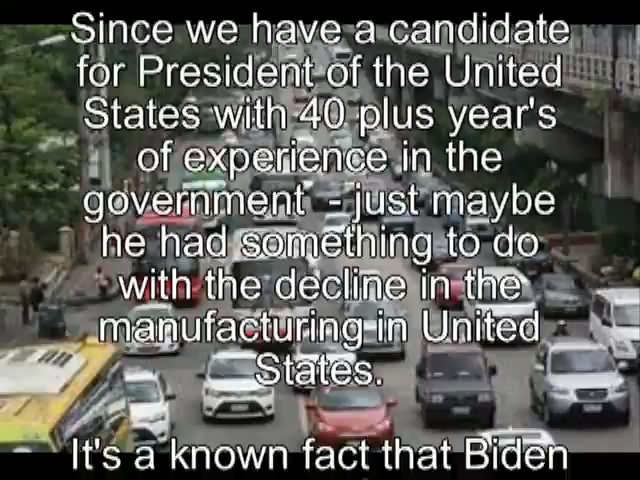 Since we have a candidate
for President of the United
States with 40 plus year's
of experience in the
government - just maybe
he had something to do
with the decline in the
manufacturing in United
States.
It's a known fact that Biden